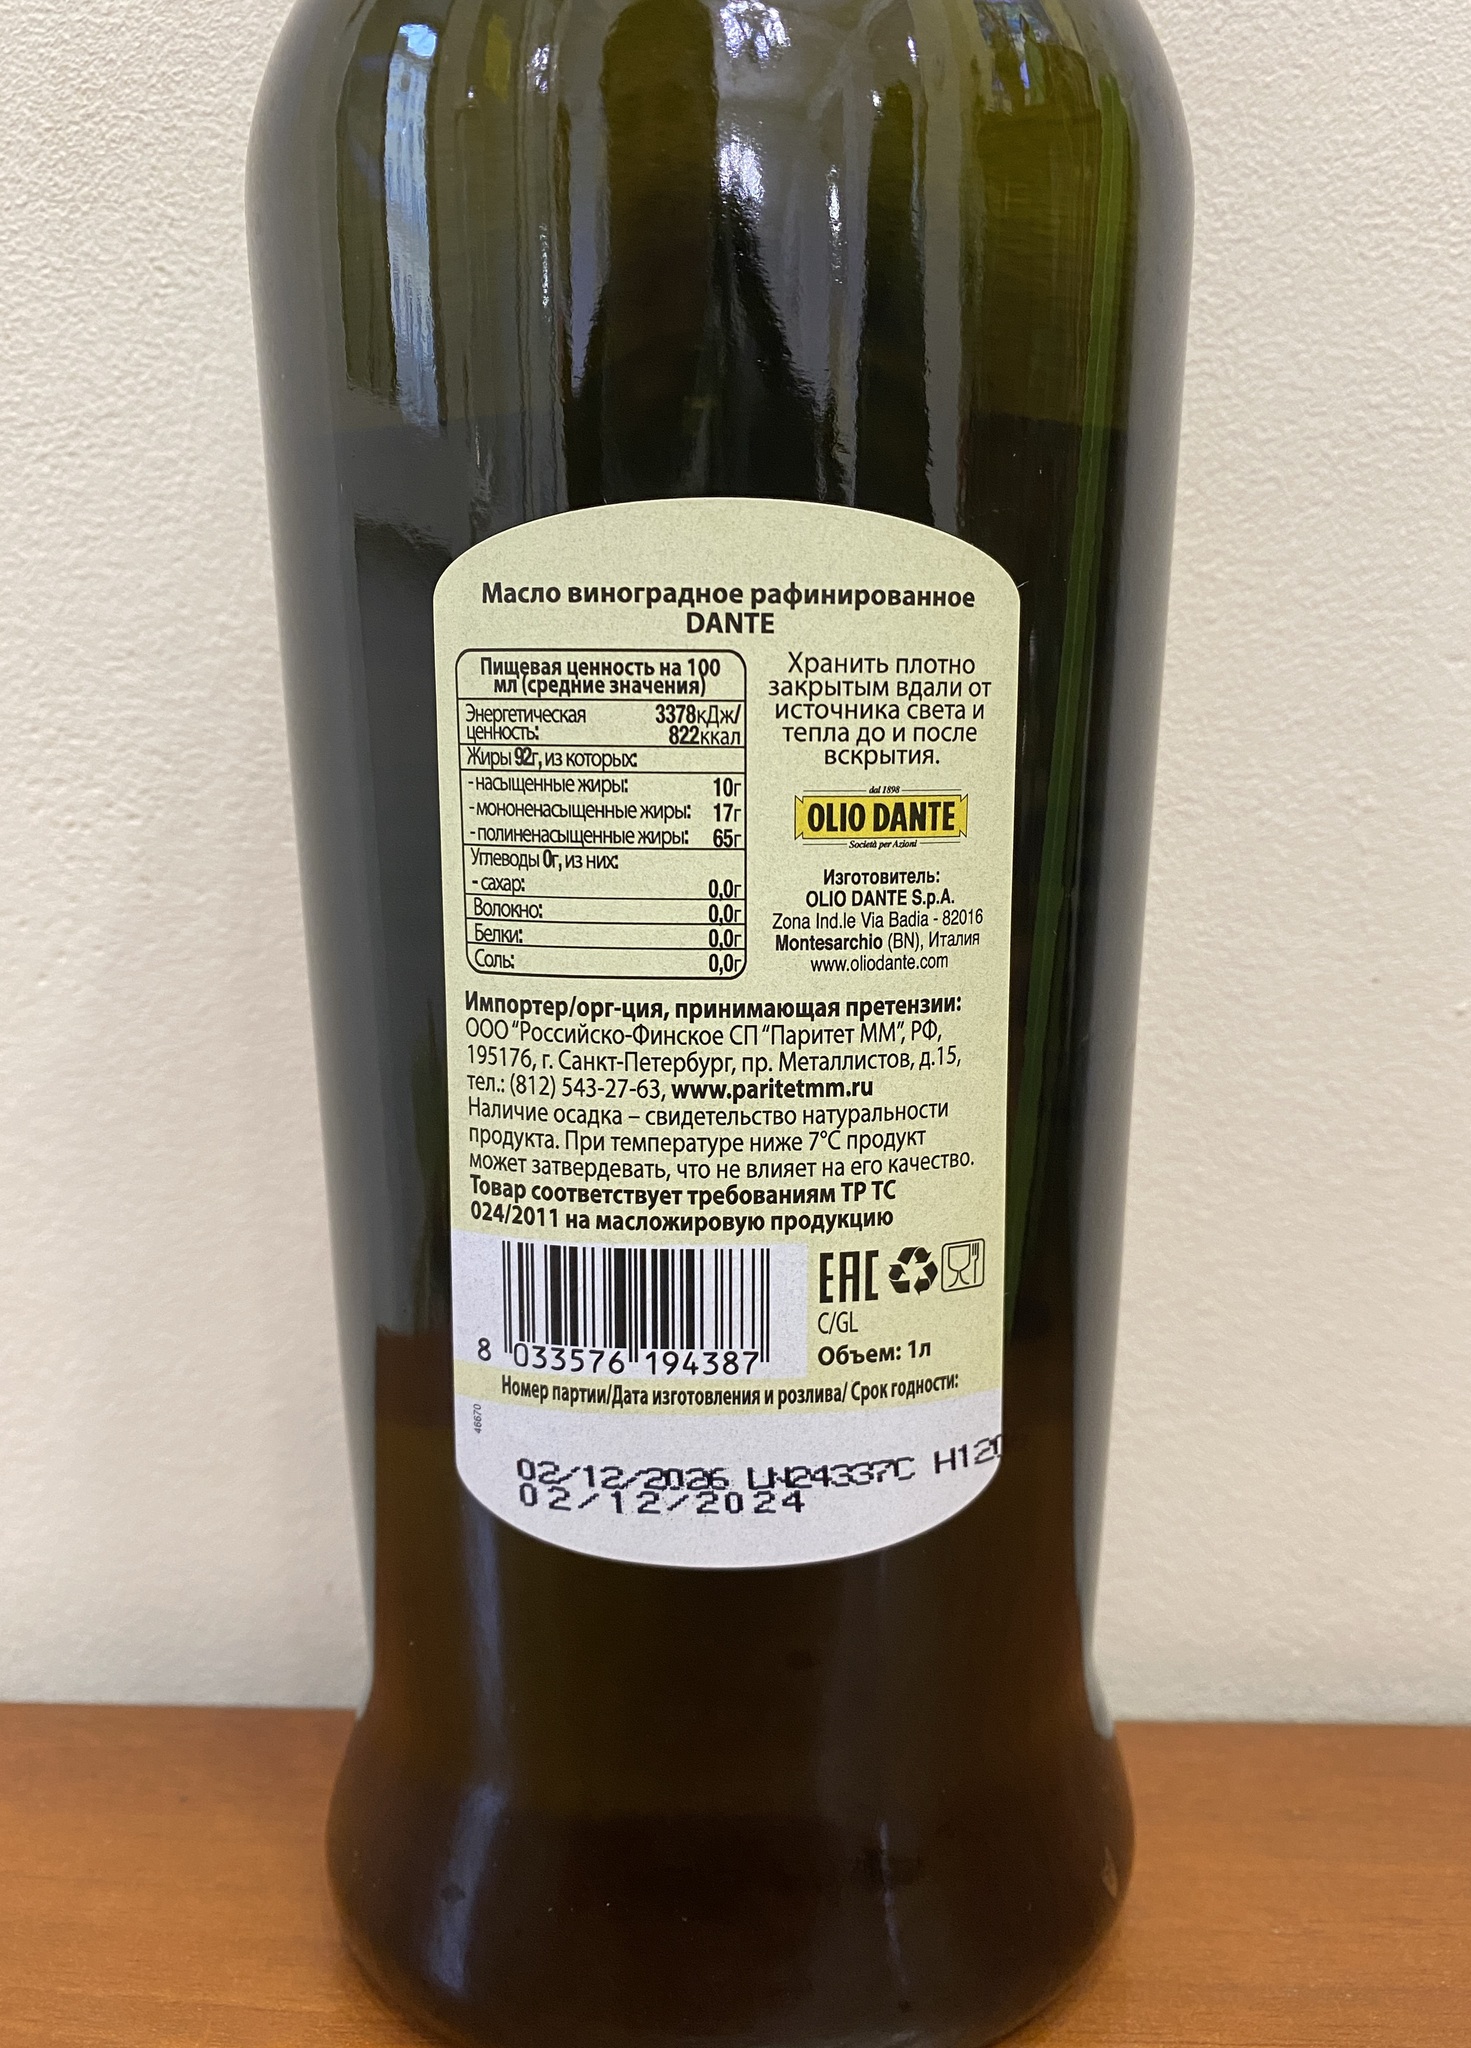 Масло виноградное рафинированное
DANTE
Пищевая ценность на 100
мл (средние значения)
Энергетическая 3378кДж/
ценность: 822ккал
Жиры 92г, из которых:
- насыщенные жиры: 10г
- мононенасыщенные жиры: 17г
- полиненасыщенные жиры: 65г
Углеводы 0г, из них:
- сахар: 0,0г
Волокно: 0,0г
Белки: 0,0г
Соль: 0,0г
Хранить плотно
закрытым вдали от
источника света и
тепла до и после
вскрытия.
dal 1898
OLIO DANTE
Società per Azioni
Изготовитель:
OLIO DANTE S.p.A.
Zona Ind.le Via Badia - 82016
Montesarchio (BN), Италия
www.oliodante.com
Импортер/орг-ция, принимающая претензии:
ООО "Российско-Финское СП "Паритет ММ", РФ,
195176, г. Санкт-Петербург, пр. Металлистов, д.15,
тел.: (812) 543-27-63, www.paritetmm.ru
Наличие осадка – свидетельство натуральности
продукта. При температуре ниже 7°С продукт
может затвердевать, что не влияет на его качество.
Товар соответствует требованиям ТР ТС
024/2011 на масложировую продукцию
EAC
C/GL
Объем: 1л
8 033576 194387
Номер партии/Дата изготовления и розлива/ Срок годности:
46670
02/12/2026 LN24337C
02/12/2024